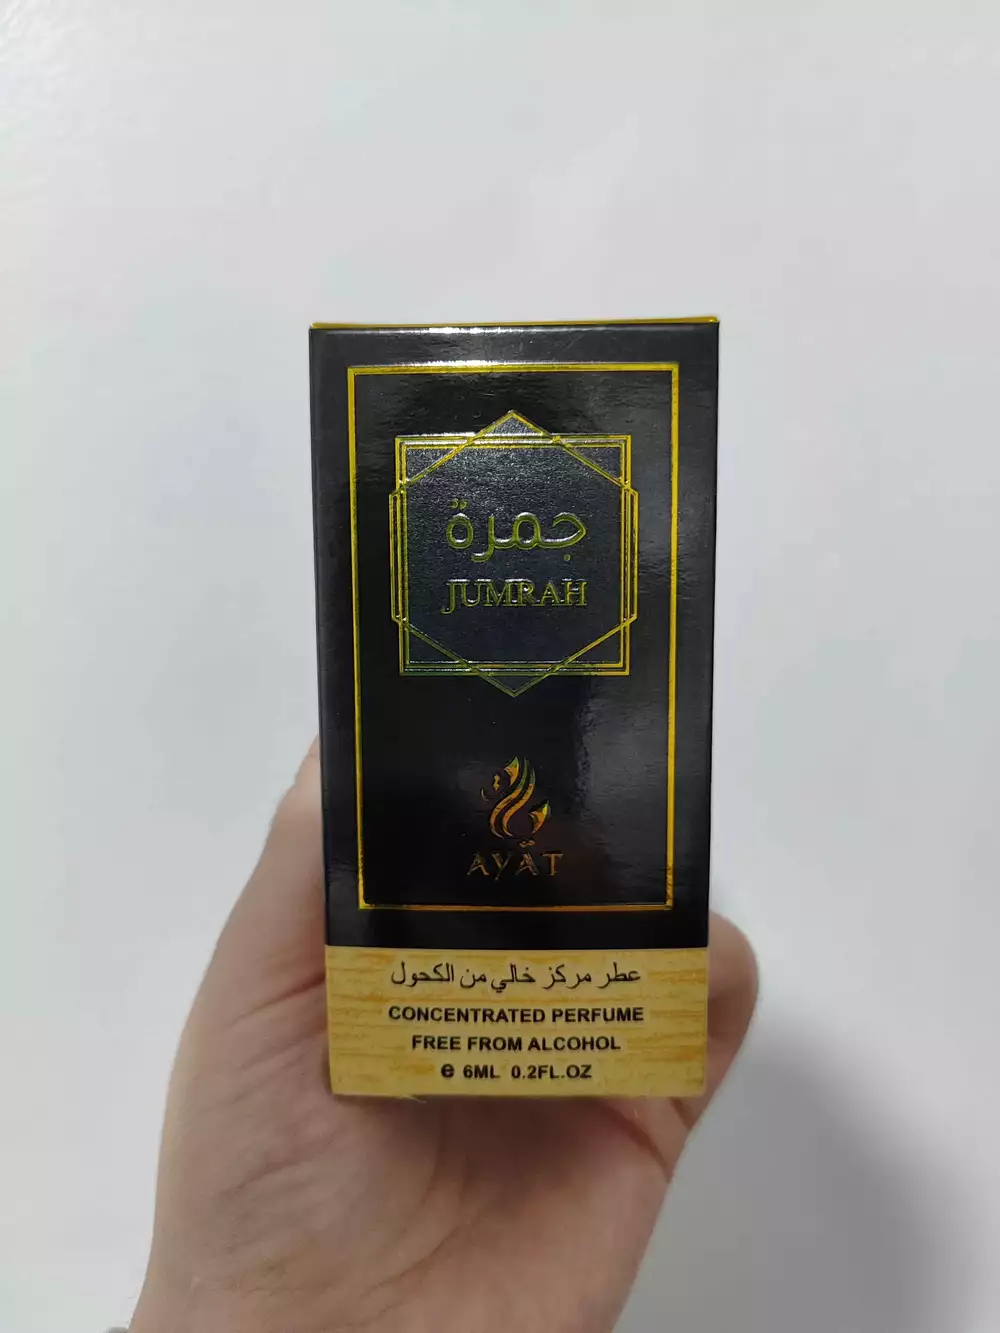 جمرة
JUMRAH
AYAT
عطر مركز خالي من الكحول
CONCENTRATED PERFUME
FREE FROM ALCOHOL
℮ 6ML 0.2FL.OZ